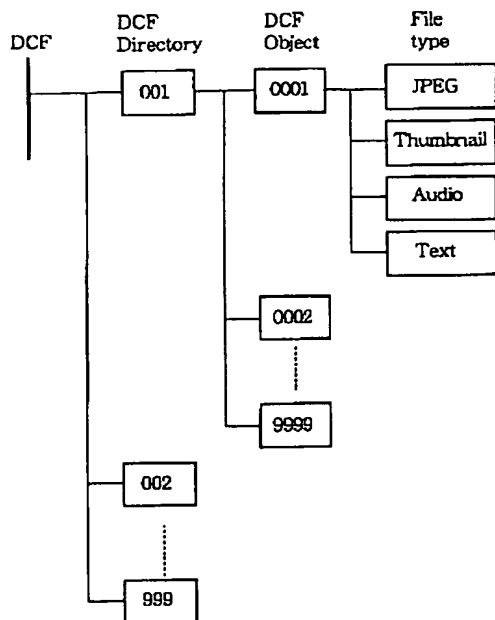 DCF
DCF
Directory
DCF
Object
File
type
001
0001
JPEG
Thumbnail
Audio
Text
0002
9999
002
999